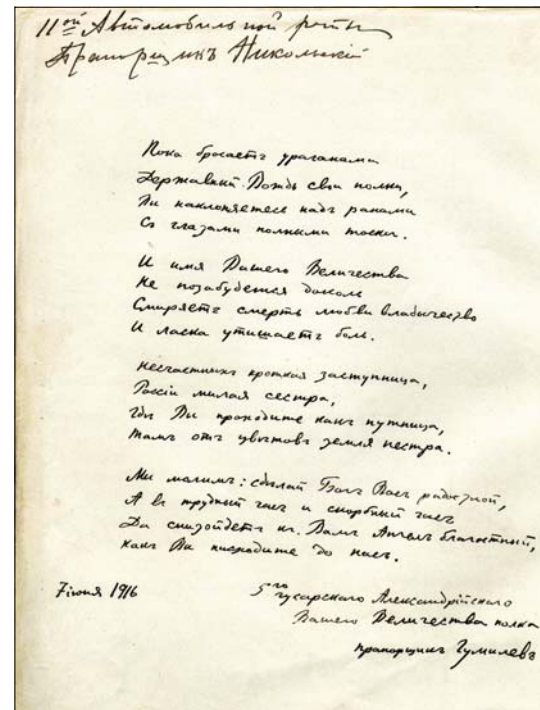 11ой Автомобильной роты
Прапорщикъ Никольскій
Пока бросаетъ ураганами
Державный Вождь свои полки,
Вы наклоняетесь надъ ранами
Съ глазами полными тоски.
И имя Вашего Величества
Не позабудется доколь
Смиряетъ смерть любви владычество
И ласка утишаетъ боль.
Несчастныхъ кроткая заступница,
Россіи милая сестра,
Гдѣ Вы проходите какъ путница,
Тамъ отъ цвѣтовъ земля пестра.
Мы молимъ: сдѣлай Богъ Васъ радостной,
А въ трудный часъ и скорбный часъ
Да снизойдетъ къ Вамъ Ангелъ благостный,
Какъ Вы нисходите до насъ.
7 іюня 1916
5го гусарскаго Александрійскаго
Вашего Величества полка
прапорщикъ Гумилевъ